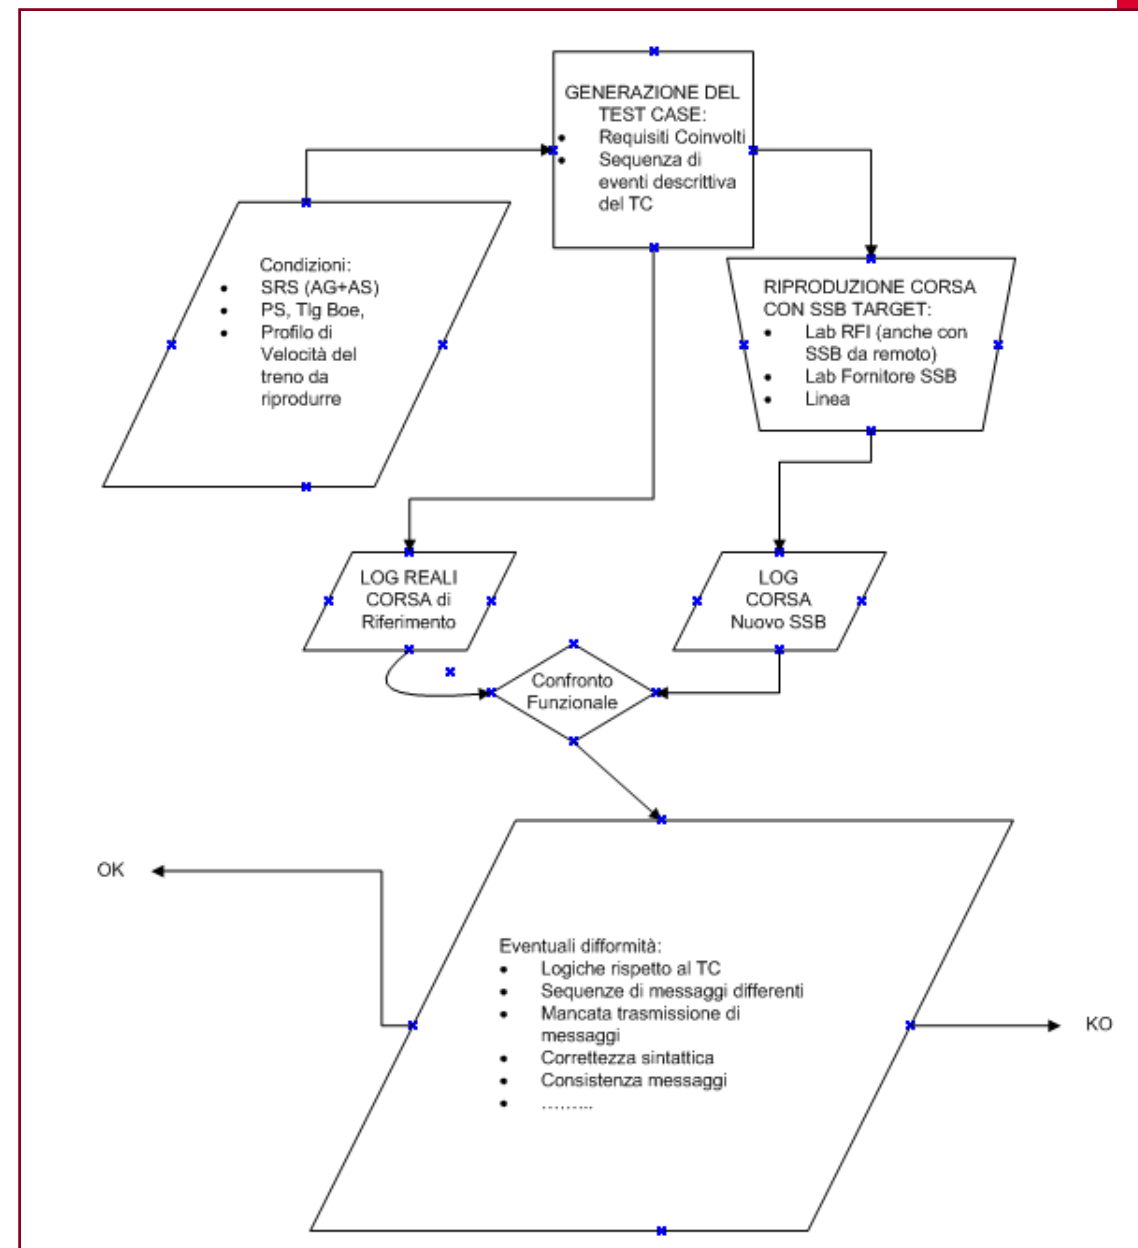 GENERAZIONE DEL
TEST CASE:
• Requisiti Coinvolti
• Sequenza di
eventi descrittiva
del TC
Condizioni:
• SRS (AG+AS)
• PS, Tlg Boe,
• Profilo di
Velocità del
treno da
riprodurre
RIPRODUZIONE CORSA
CON SSB TARGET:
• Lab RFI (anche con
SSB da remoto)
• Lab Fornitore SSB
• Linea
LOG REALI
CORSA di
Riferimento
LOG
CORSA
Nuovo SSB
Confronto
Funzionale
OK
Eventuali difformità:
• Logiche rispetto al TC
• Sequenze di messaggi differenti
• Mancata trasmissione di
messaggi
• Correttezza sintattica
• Consistenza messaggi
• ………..
KO